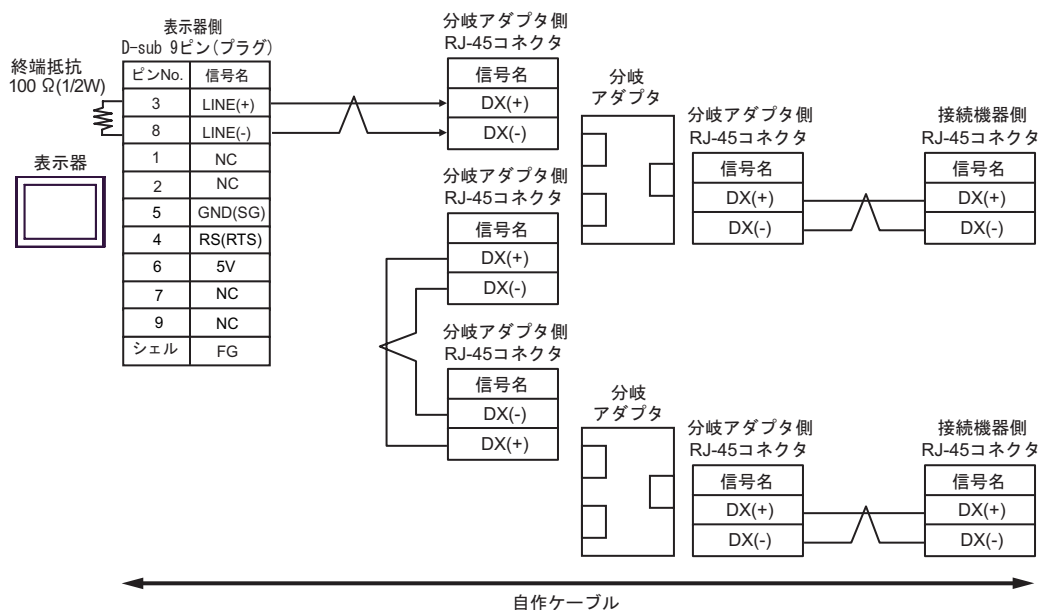 表示器側
D-sub 9ピン(プラグ)
終端抵抗
100 Ω(1/2W)
ピンNo. 信号名
3 LINE(+)
8 LINE(-)
1 NC
2 NC
5 GND(SG)
4 RS(RTS)
6 5V
7 NC
9 NC
シェル FG
表示器
分岐アダプタ側
RJ-45コネクタ
信号名
DX(+)
DX(-)
分岐アダプタ側
RJ-45コネクタ
信号名
DX(+)
DX(-)
分岐アダプタ側
RJ-45コネクタ
信号名
DX(-)
DX(+)
分岐
アダプタ
分岐アダプタ側
RJ-45コネクタ
信号名
DX(+)
DX(-)
接続機器側
RJ-45コネクタ
信号名
DX(+)
DX(-)
分岐
アダプタ
分岐アダプタ側
RJ-45コネクタ
信号名
DX(+)
DX(-)
接続機器側
RJ-45コネクタ
信号名
DX(+)
DX(-)
自作ケーブル